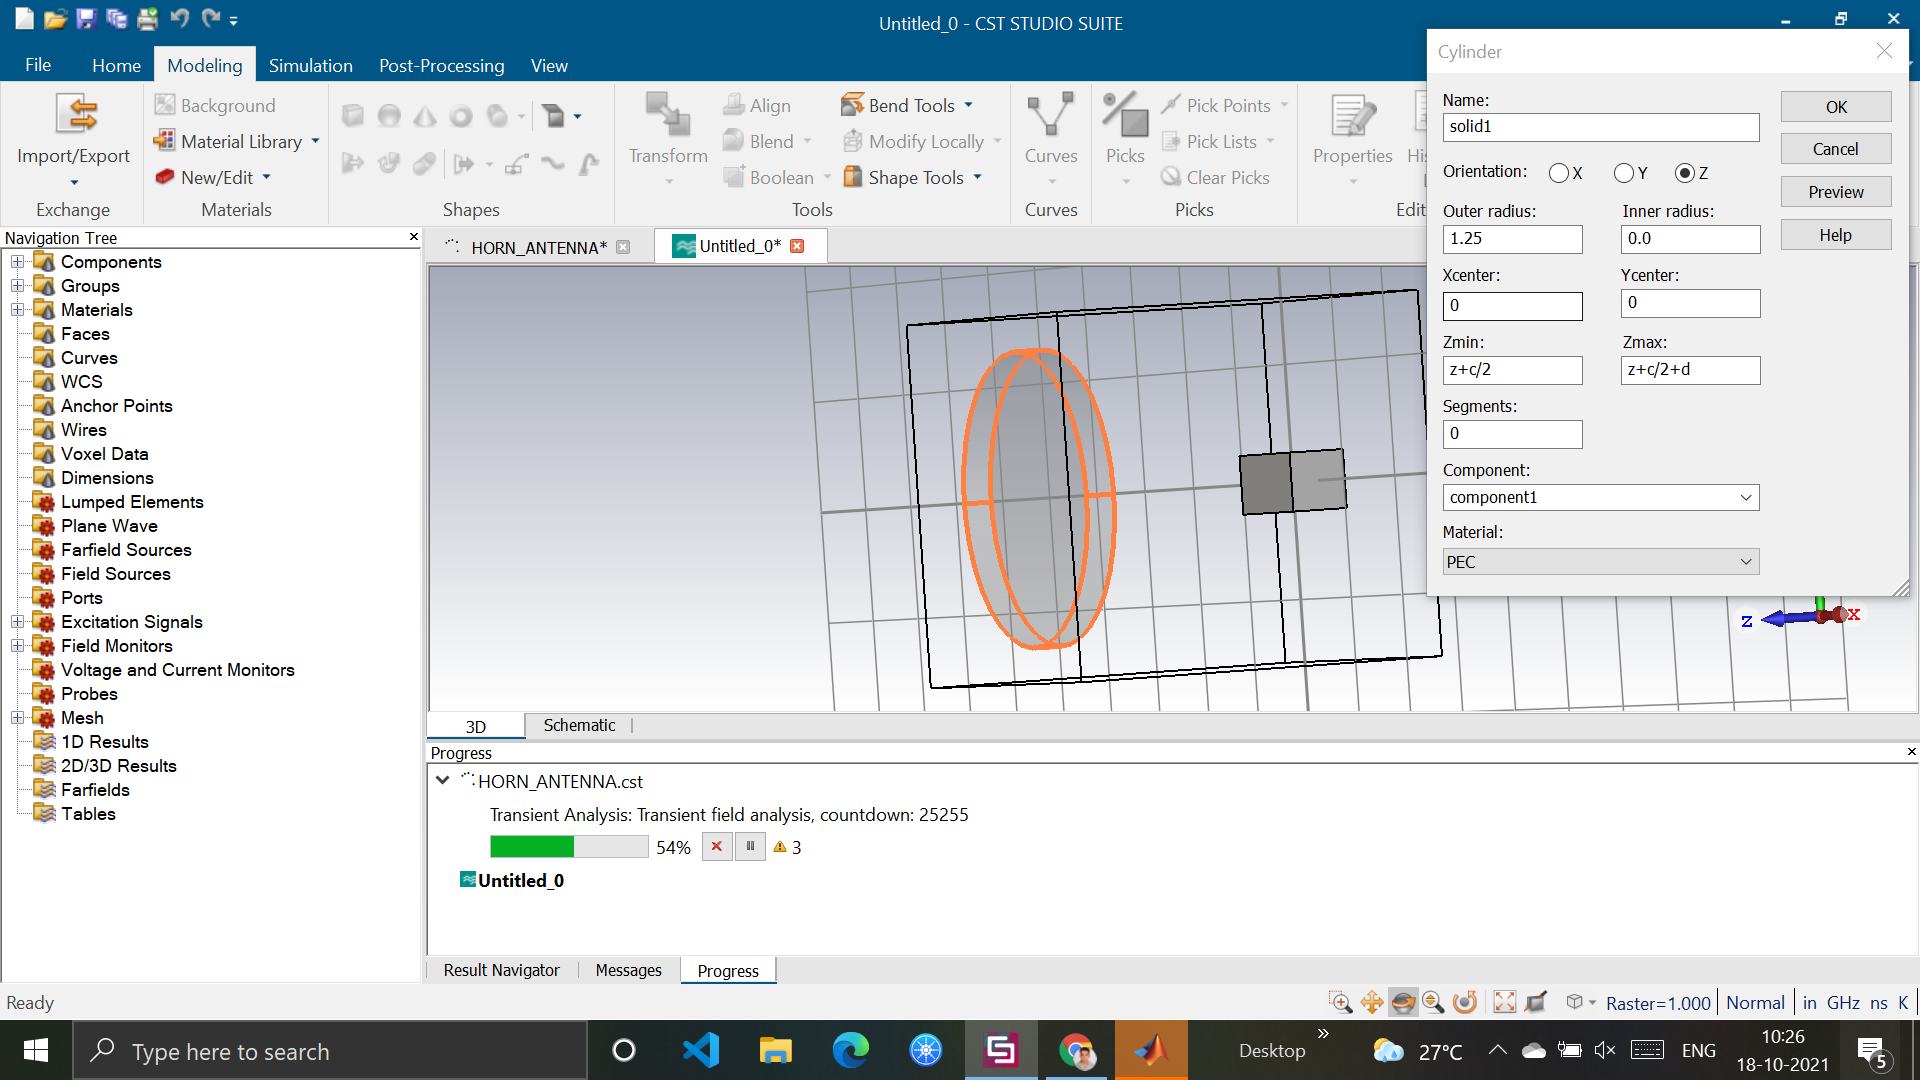 Untitled_0 - CST STUDIO SUITE
File Home Modeling Simulation Post-Processing View
Import/Export
Exchange
Background
Material Library
New/Edit
Materials
Shapes
Transform
Align
Blend
Boolean
Bend Tools
Modify Locally
Shape Tools
Tools
Curves
Curves
Picks
Pick Points
Pick Lists
Clear Picks
Picks
Properties
Navigation Tree
Components
Groups
Materials
Faces
Curves
WCS
Anchor Points
Wires
Voxel Data
Dimensions
Lumped Elements
Plane Wave
Farfield Sources
Field Sources
Ports
Excitation Signals
Field Monitors
Voltage and Current Monitors
Probes
Mesh
1D Results
2D/3D Results
Farfields
Tables
HORN_ANTENNA* Untitled_0*
Cylinder
Name:
solid1
Orientation: X Y Z
Outer radius: Inner radius:
1.25 0.0
Xcenter: Ycenter:
0 0
Zmin: Zmax:
z+c/2 z+c/2+d
Segments:
0
Component:
component1
Material:
PEC
OK
Cancel
Preview
Help
z x
3D Schematic
Progress
HORN_ANTENNA.cst
Transient Analysis: Transient field analysis, countdown: 25255
54% 3
Untitled_0
Result Navigator Messages Progress
Ready Raster=1.000 Normal in GHz ns K
Type here to search Desktop 27°C ENG
10:26
18-10-2021
5